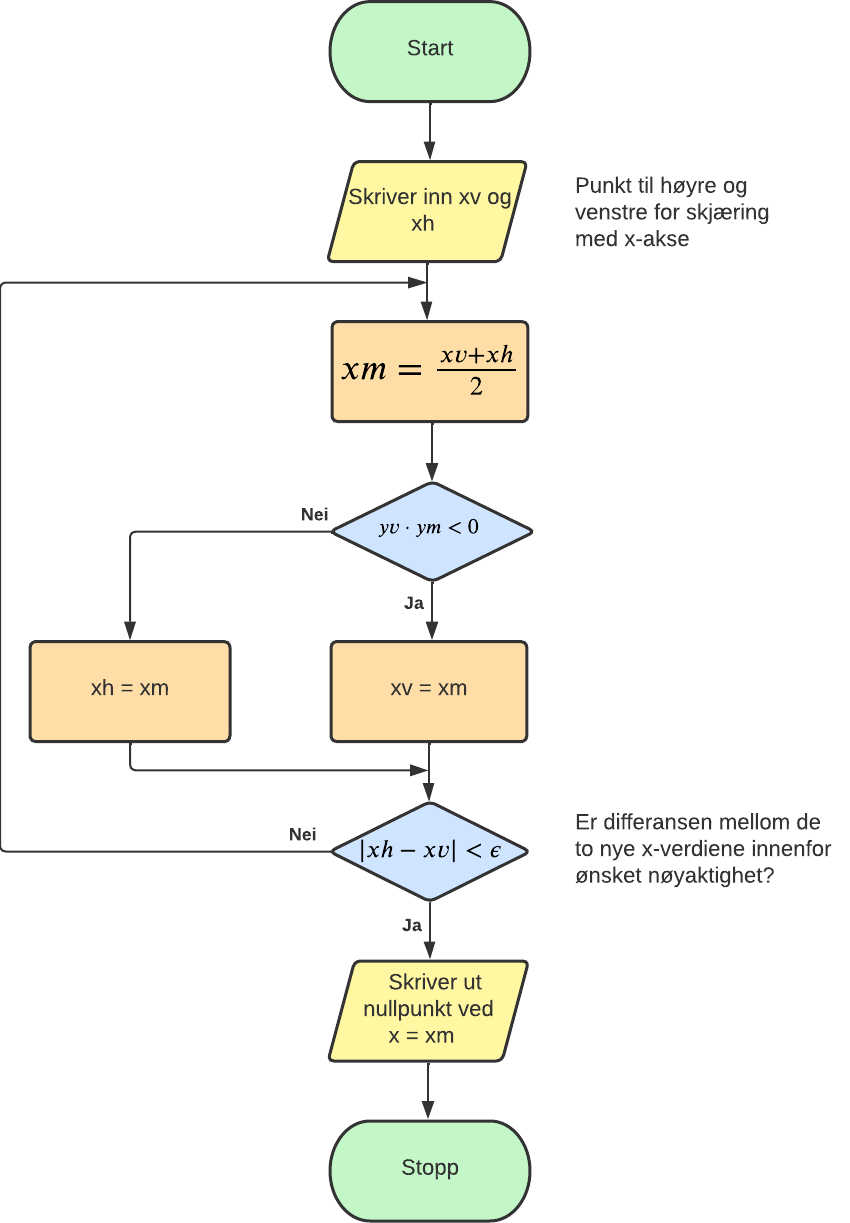 Start
Skriver inn xv og
xh
Punkt til høyre og
venstre for skjæring
med x-akse
xm = \frac{xv+xh}{2}
Nei
yv · ym < 0
Ja
xh = xm
xv = xm
Nei
|xh − xv| < ϵ
Er differansen mellom de
to nye x-verdiene innenfor
ønsket nøyaktighet?
Ja
Skriver ut
nullpunkt ved
x = xm
Stopp